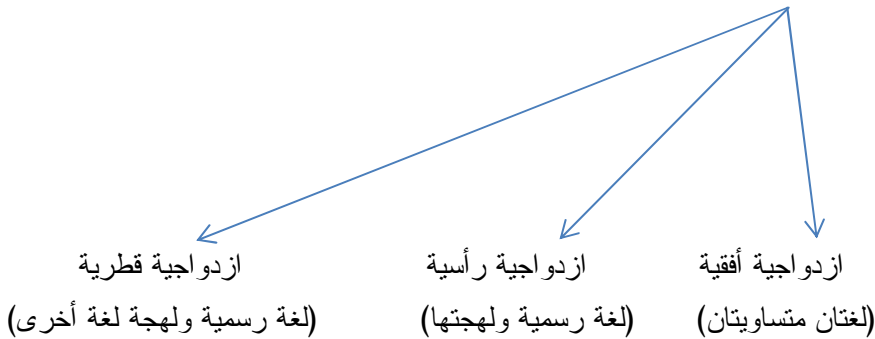 ازدواجية أفقية ازدواجية رأسية ازدواجية قطرية
(لغتان متساويتان) (لغة رسمية ولهجتها) (لغة رسمية ولهجة لغة أخرى)